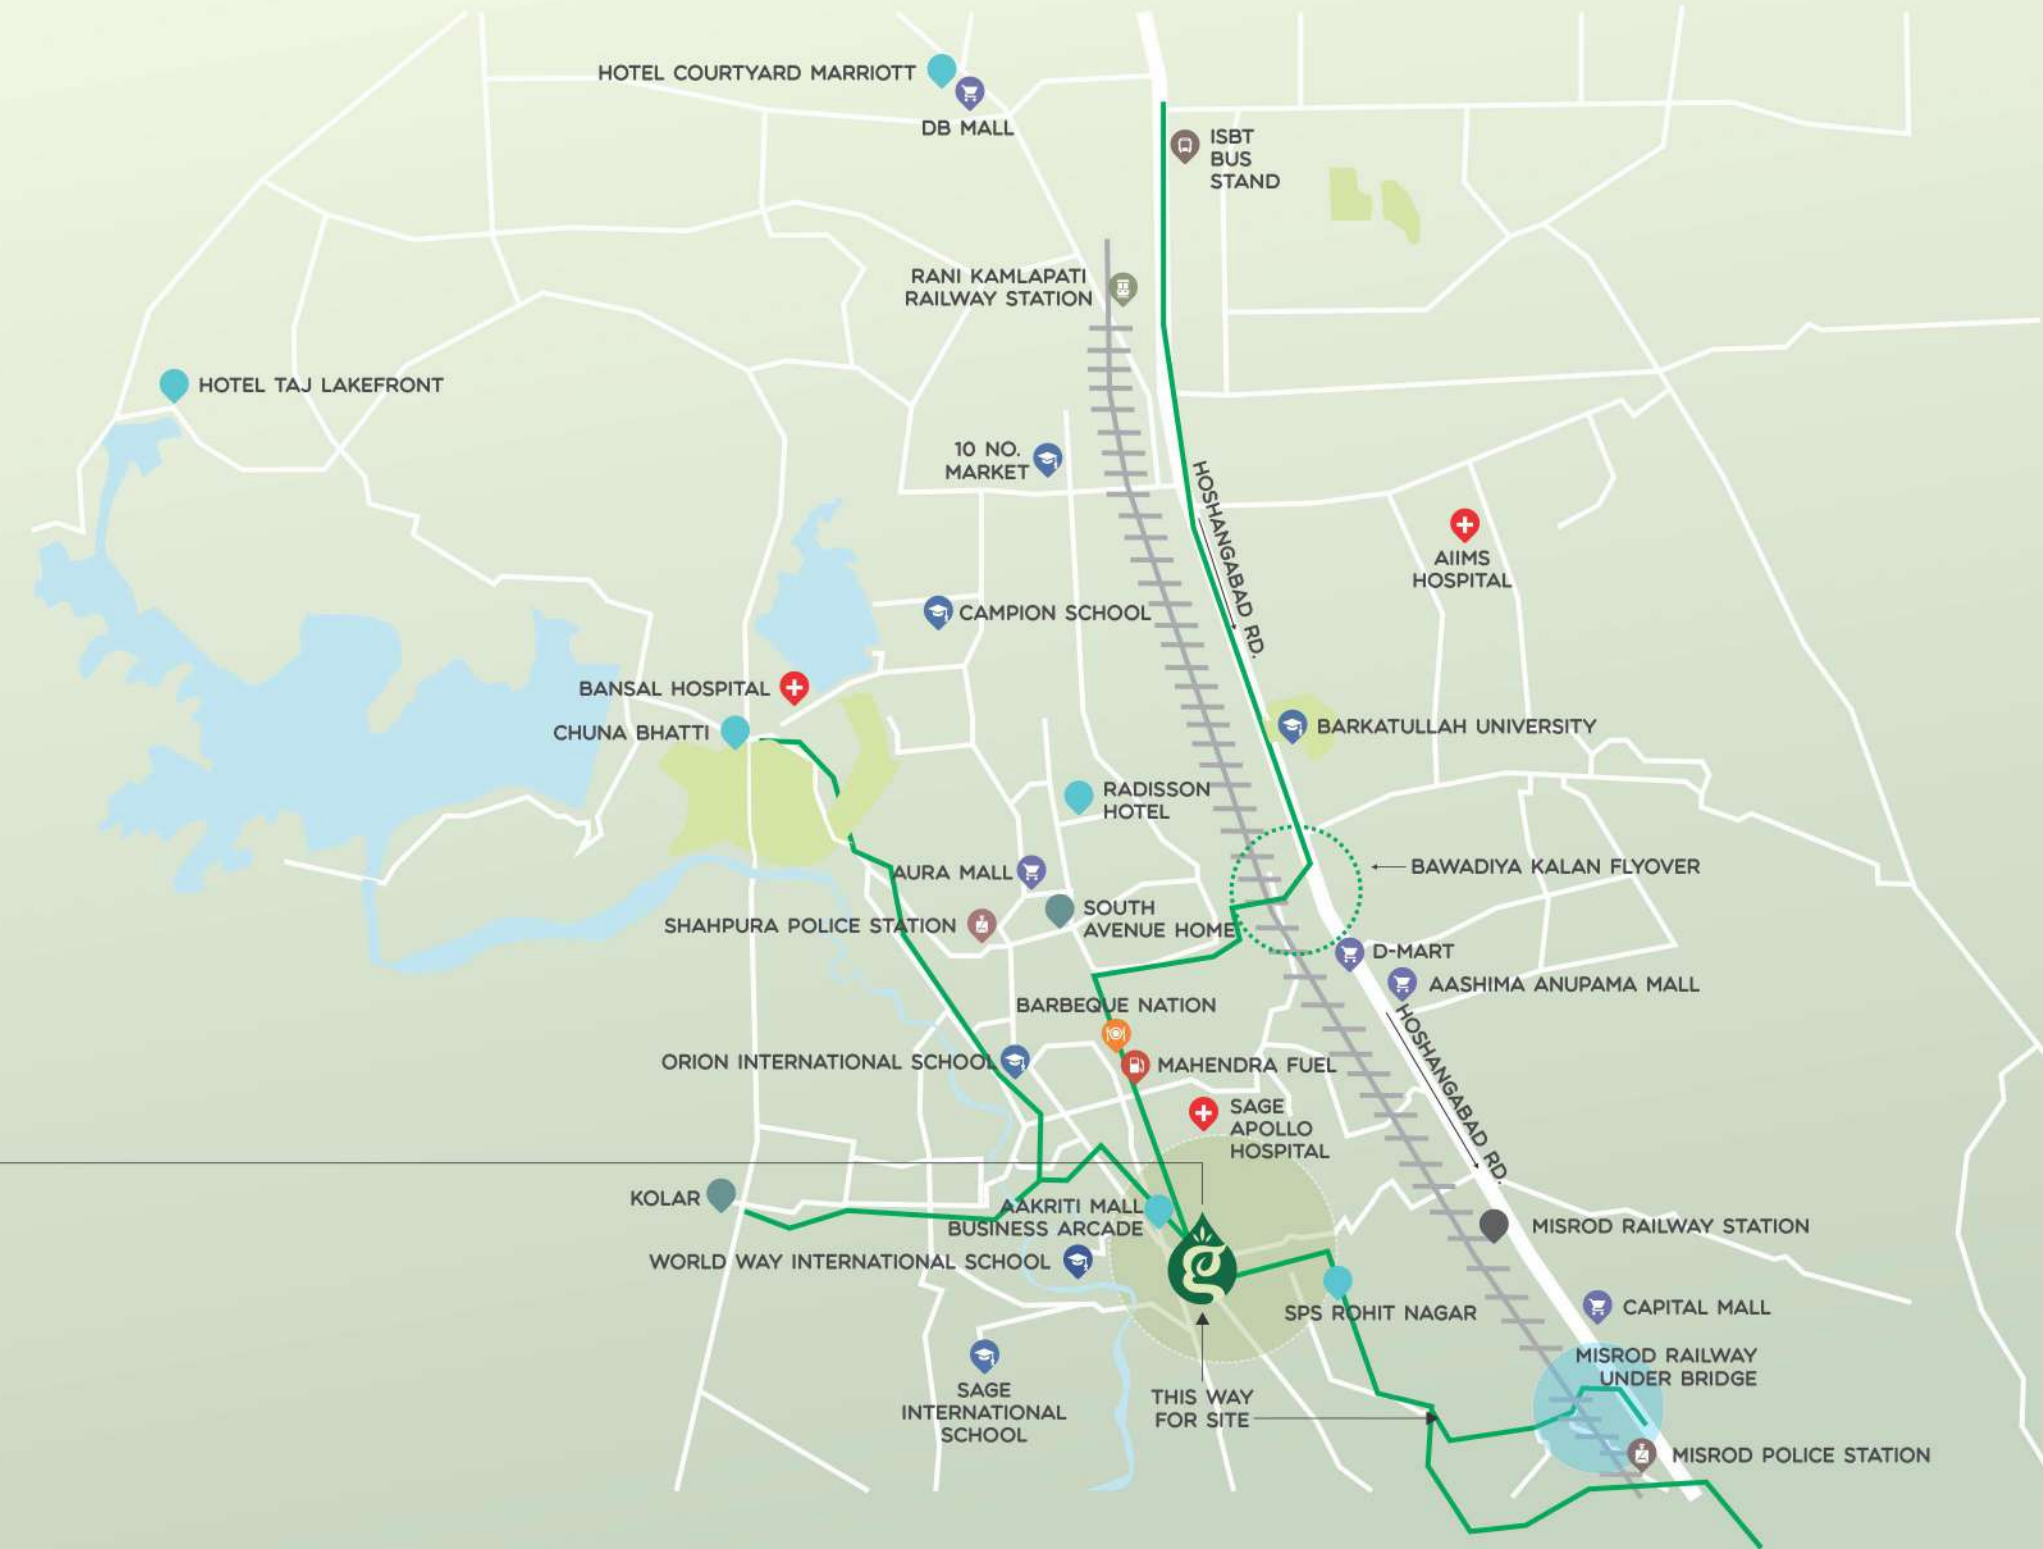 HOTEL COURTYARD MARRIOTT
DB MALL
ISBT
BUS
STAND
RANI KAMLAPATI
RAILWAY STATION
HOTEL TAJ LAKEFRONT
10 NO.
MARKET
HOSHANGABAD RD.
AIIMS
HOSPITAL
CAMPION SCHOOL
BANSAL HOSPITAL
CHUNA BHATTI
BARKATULLAH UNIVERSITY
RADISSON
HOTEL
BAWADIYA KALAN FLYOVER
AURA MALL
SOUTH
AVENUE HOME
SHAHPURA POLICE STATION
D-MART
AASHIMA ANUPAMA MALL
BARBEQUE NATION
HOSHANGABAD RD.
ORION INTERNATIONAL SCHOOL
MAHENDRA FUEL
SAGE
APOLLO
HOSPITAL
KOLAR
AAKRITI MALL
BUSINESS ARCADE
MISROD RAILWAY STATION
WORLD WAY INTERNATIONAL SCHOOL
g
SPS ROHIT NAGAR
CAPITAL MALL
MISROD RAILWAY
UNDER BRIDGE
SAGE
INTERNATIONAL
SCHOOL
THIS WAY
FOR SITE
MISROD POLICE STATION